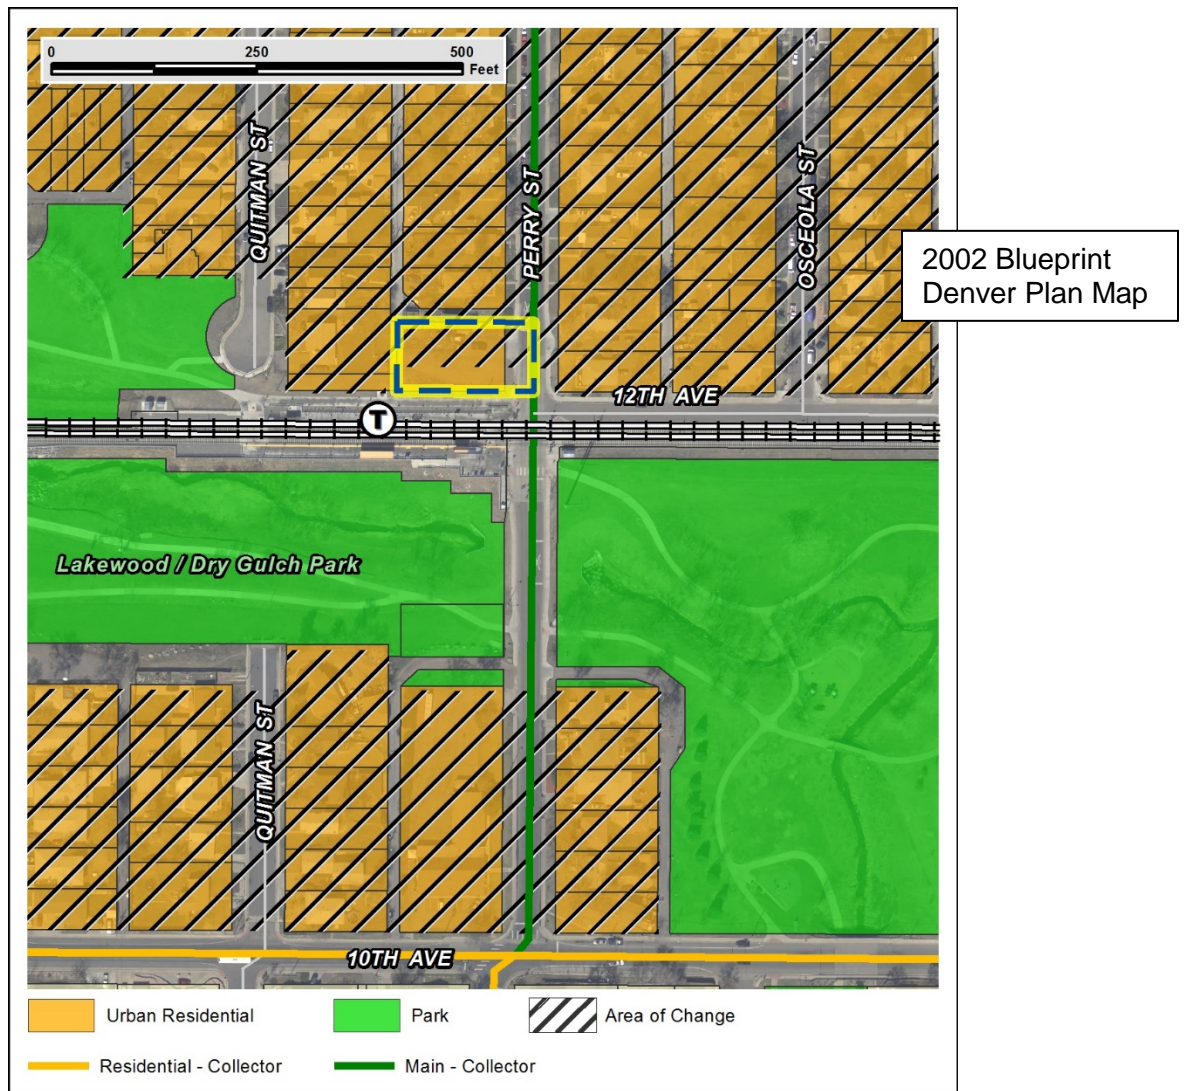 0 250 500
Feet
QUITMAN ST
PERRY ST
OSCEOLA ST
2002 Blueprint
Denver Plan Map
12TH AVE
T
Lakewood / Dry Gulch Park
QUITMAN ST
10TH AVE
Urban Residential
Park
Area of Change
Residential - Collector
Main - Collector